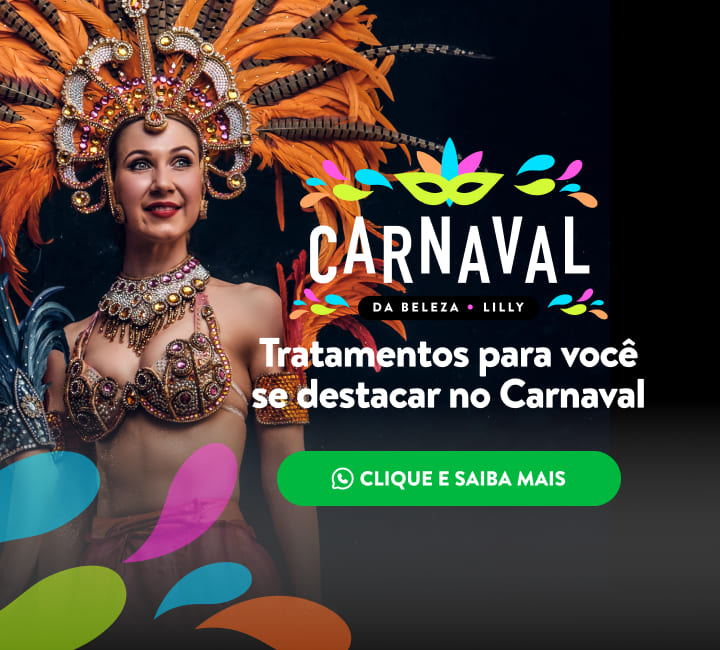 CARNAVAL
DA BELEZA • LILLY
Tratamentos para você
se destacar no Carnaval
CLIQUE E SAIBA MAIS